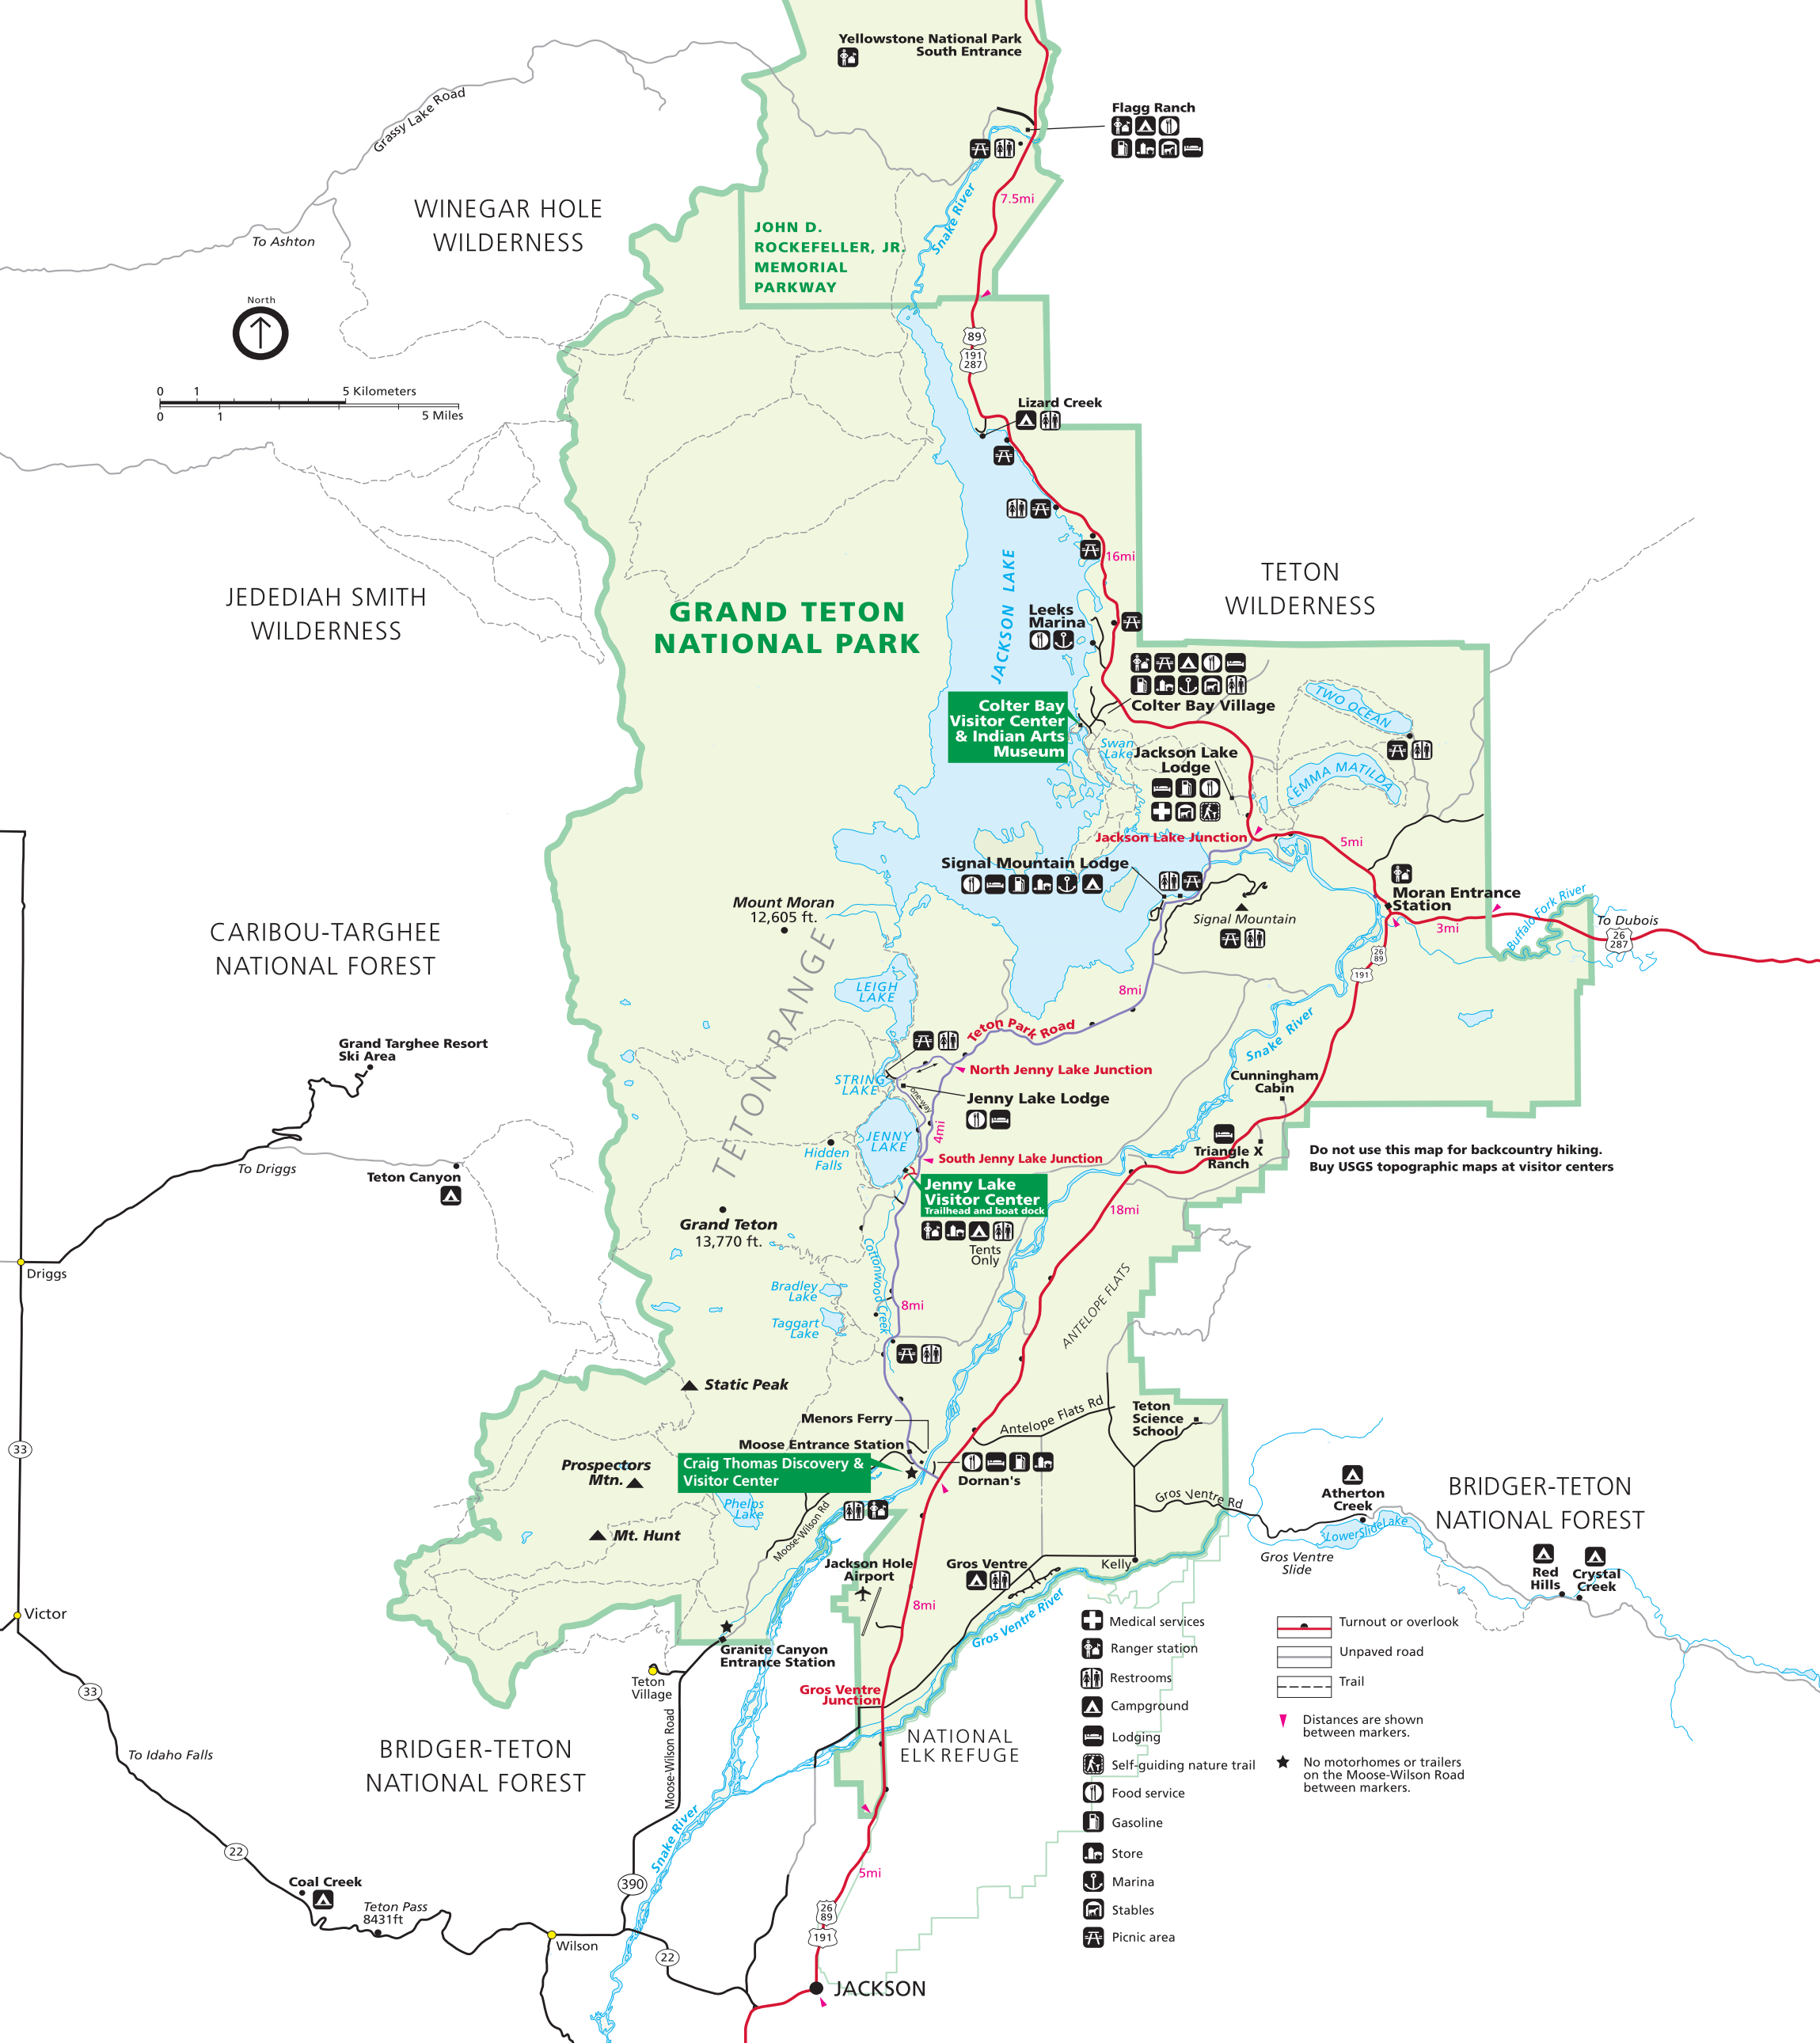 Yellowstone National Park
South Entrance
Flagg Ranch
Grassy Lake Road
7.5mi
Snake River
WINEGAR HOLE
WILDERNESS
To Ashton
JOHN D.
ROCKEFELLER, JR.
MEMORIAL
PARKWAY
North
89
191
287
0 1 5 Kilometers
0 1 5 Miles
Lizard Creek
16mi
JACKSON LAKE
TETON
WILDERNESS
JEDEDIAH SMITH
WILDERNESS
GRAND TETON
NATIONAL PARK
Leeks
Marina
Colter Bay
Visitor Center
& Indian Arts
Museum
Colter Bay Village
TWO OCEAN
Swan
Lake
Jackson Lake
Lodge
EMMA MATILDA
Jackson Lake Junction
5mi
Signal Mountain Lodge
Moran Entrance
Station
Signal Mountain
3mi
Buffalo Fork River
To Dubois
26
287
26
89
191
Mount Moran
12,605 ft.
CARIBOU-TARGHEE
NATIONAL FOREST
TETON RANGE
LEIGH
LAKE
8mi
Teton Park Road
Snake River
Grand Targhee Resort
Ski Area
STRING
LAKE
North Jenny Lake Junction
one-way
Jenny Lake Lodge
Cunningham
Cabin
4mi
JENNY
LAKE
Hidden
Falls
South Jenny Lake Junction
Triangle X
Ranch
Do not use this map for backcountry hiking.
Buy USGS topographic maps at visitor centers
To Driggs
Teton Canyon
Jenny Lake
Visitor Center
Trailhead and boat dock
Tents
Only
18mi
Grand Teton
13,770 ft.
Driggs
Cottonwood Creek
Bradley
Lake
Taggart
Lake
8mi
ANTELOPE FLATS
Static Peak
Menors Ferry
Antelope Flats Rd
Teton
Science
School
Moose Entrance Station
Craig Thomas Discovery &
Visitor Center
Dornan's
33
Prospectors
Mtn.
Phelps
Lake
Moose-Wilson Rd
Mt. Hunt
Gros Ventre Rd
Atherton
Creek
BRIDGER-TETON
NATIONAL FOREST
Lower Slide Lake
Gros Ventre
Slide
Red
Hills
Crystal
Creek
Jackson Hole
Airport
Gros Ventre
Kelly
8mi
Gros Ventre River
Victor
Granite Canyon
Entrance Station
Teton
Village
Gros Ventre
Junction
33
Moose-Wilson Road
NATIONAL
ELK REFUGE
BRIDGER-TETON
NATIONAL FOREST
To Idaho Falls
Snake River
22
Coal Creek
Teton Pass
8431ft
390
5mi
26
89
191
Wilson
22
JACKSON
Medical services
Ranger station
Restrooms
Campground
Lodging
Self-guiding nature trail
Food service
Gasoline
Store
Marina
Stables
Picnic area
Turnout or overlook
Unpaved road
Trail
Distances are shown
between markers.
No motorhomes or trailers
on the Moose-Wilson Road
between markers.